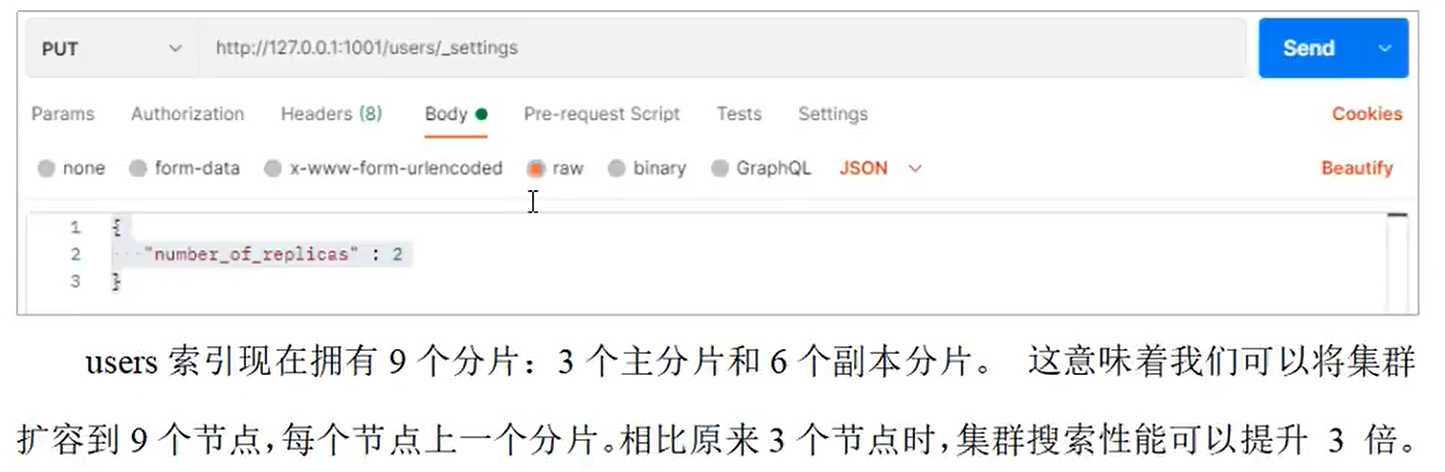 PUT http://127.0.0.1:1001/users/_settings Send
Params Authorization Headers (8) Body Pre-request Script Tests Settings Cookies
none form-data x-www-form-urlencoded raw binary GraphQL JSON Beautify
1 {
2 "number_of_replicas" : 2
3 }
users 索引现在拥有 9 个分片：3 个主分片和 6 个副本分片。 这意味着我们可以将集群
扩容到 9 个节点，每个节点上一个分片。相比原来 3 个节点时，集群搜索性能可以提升 3 倍。